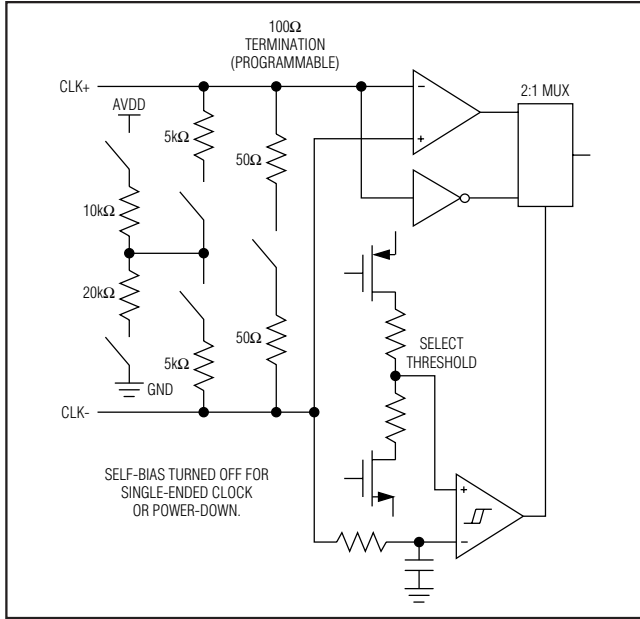 100Ω
TERMINATION
(PROGRAMMABLE)
CLK+
AVDD
2:1 MUX
5kΩ
50Ω
10kΩ
20kΩ
50Ω
5kΩ
GND
SELECT
THRESHOLD
CLK-
SELF-BIAS TURNED OFF FOR
SINGLE-ENDED CLOCK
OR POWER-DOWN.
−
+
+
−